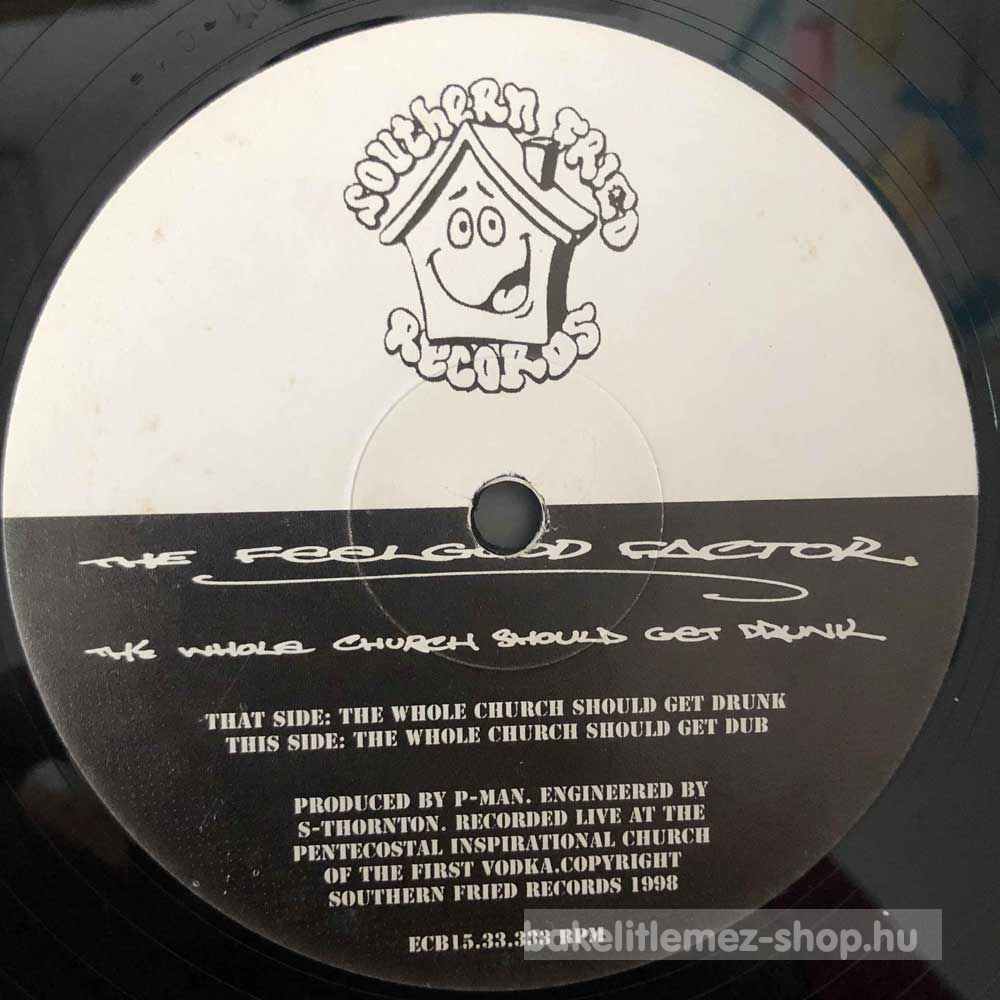 SOUTHERN FRIED
RECORDS
THE FEELGOOD FACTOR.
THE WHOLE CHURCH SHOULD GET DRUNK
THAT SIDE: THE WHOLE CHURCH SHOULD GET DRUNK
THIS SIDE: THE WHOLE CHURCH SHOULD GET DUB
PRODUCED BY P-MAN. ENGINEERED BY
S-THORNTON. RECORDED LIVE AT THE
PENTECOSTAL INSPIRATIONAL CHURCH
OF THE FIRST VODKA.COPYRIGHT
SOUTHERN FRIED RECORDS 1998
ECB15.33.333 RPM
bakelitlemez-shop.hu